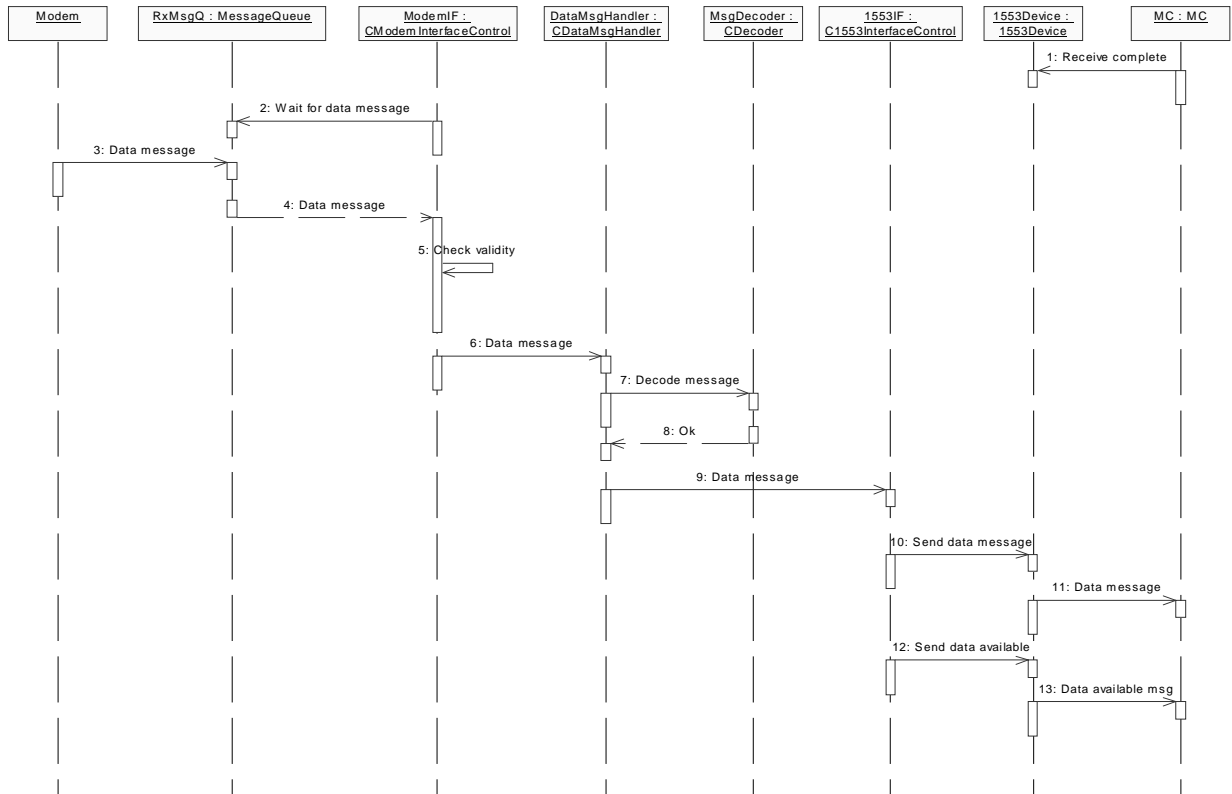 Modem
RxMsgQ : MessageQueue
ModemIF :
CModemInterfaceControl
DataMsgHandler :
CDataMsgHandler
MsgDecoder :
CDecoder
1553IF :
C1553InterfaceControl
1553Device :
1553Device
MC : MC
1: Receive complete
2: Wait for data message
3: Data message
4: Data message
5: Check validity
6: Data message
7: Decode message
8: Ok
9: Data message
10: Send data message
11: Data message
12: Send data available
13: Data available msg